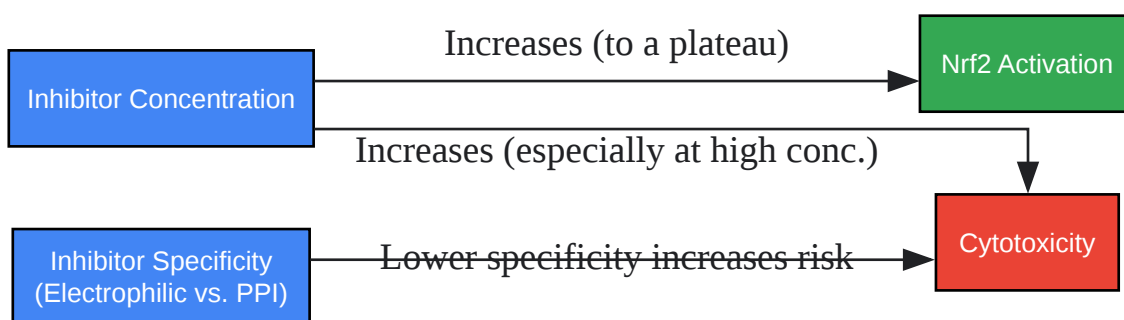 Increases (to a plateau)
Nrf2 Activation
Inhibitor Concentration
Increases (especially at high conc.)
Inhibitor Specificity
(Electrophilic vs. PPI)
Lower specificity increases risk
Cytotoxicity